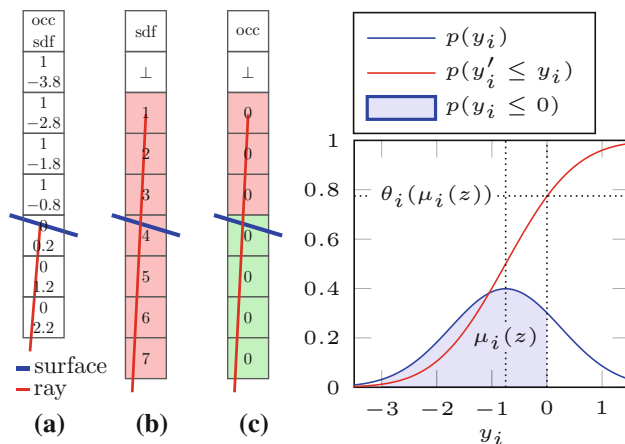 occ
sdf
1
−3.8
1
−2.8
1
−1.8
1
−0.8
0
0.2
0
1.2
0
2.2
surface
ray
(a)
sdf
⊥
1
2
3
4
5
6
7
(b)
occ
⊥
0
0
0
0
0
0
0
(c)
p(y_i)
p(y'_i ≤ y_i)
p(y_i ≤ 0)
1
0.8
0.6
0.4
0.2
0
θ_i(μ_i(z))
μ_i(z)
−3 −2 −1 0 1
y_i